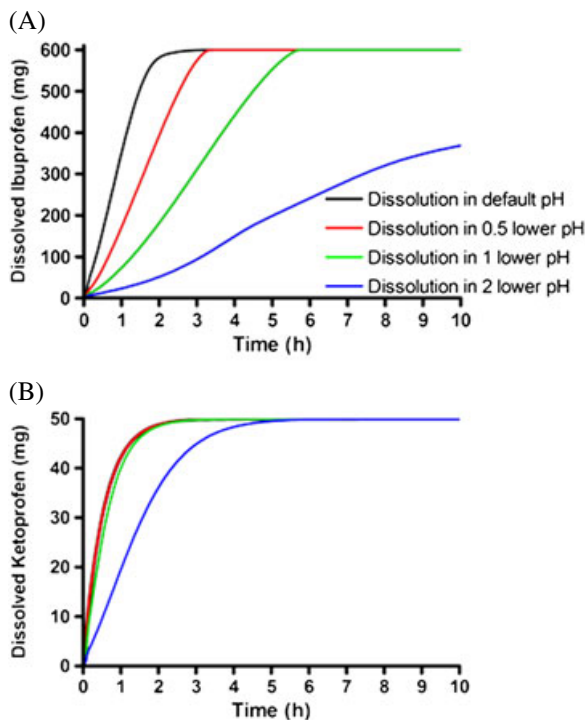 (A)
Dissolved Ibuprofen (mg)
600
500
400
300
200
100
0
Dissolution in default pH
Dissolution in 0.5 lower pH
Dissolution in 1 lower pH
Dissolution in 2 lower pH
0 1 2 3 4 5 6 7 8 9 10
Time (h)
(B)
Dissolved Ketoprofen (mg)
50
40
30
20
10
0
0 1 2 3 4 5 6 7 8 9 10
Time (h)